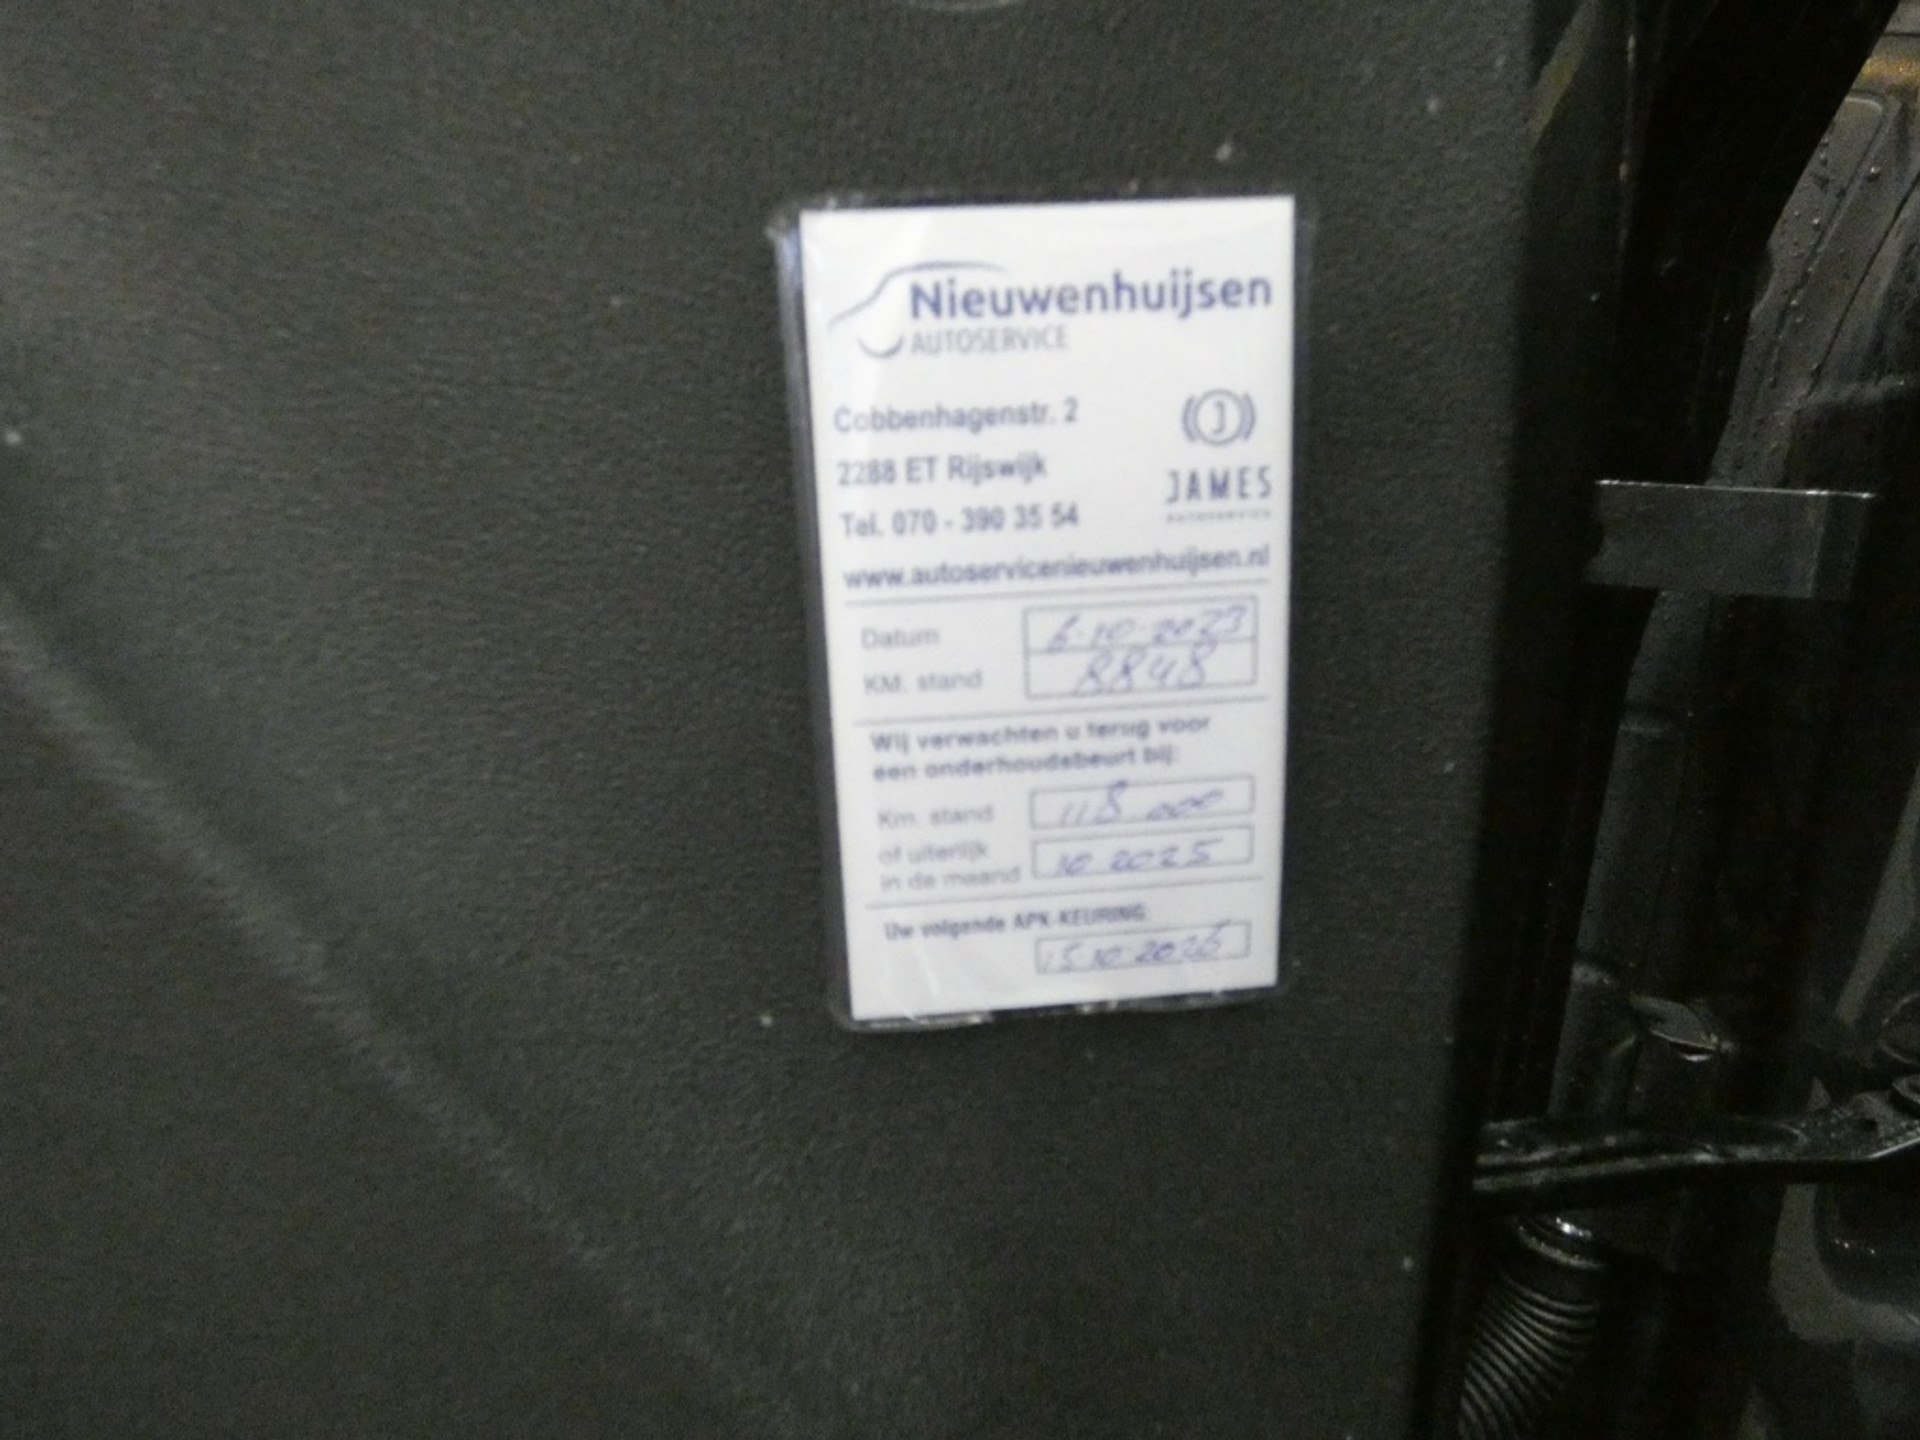 Nieuwenhuijsen
AUTOSERVICE
Cobbenhagenstr. 2
2288 ET Rijswijk
Tel. 070 - 390 35 54
J
JAMES
AUTOSERVICE
www.autoservicenieuwenhuijsen.nl
Datum 6-10-2023
KM. stand 8848
Wij verwachten u terug voor
een onderhoudsbeurt bij:
Km. stand 118 000
of uiterlijk
in de maand 10 2025
Uw volgende APK-KEURING:
15 10 2025